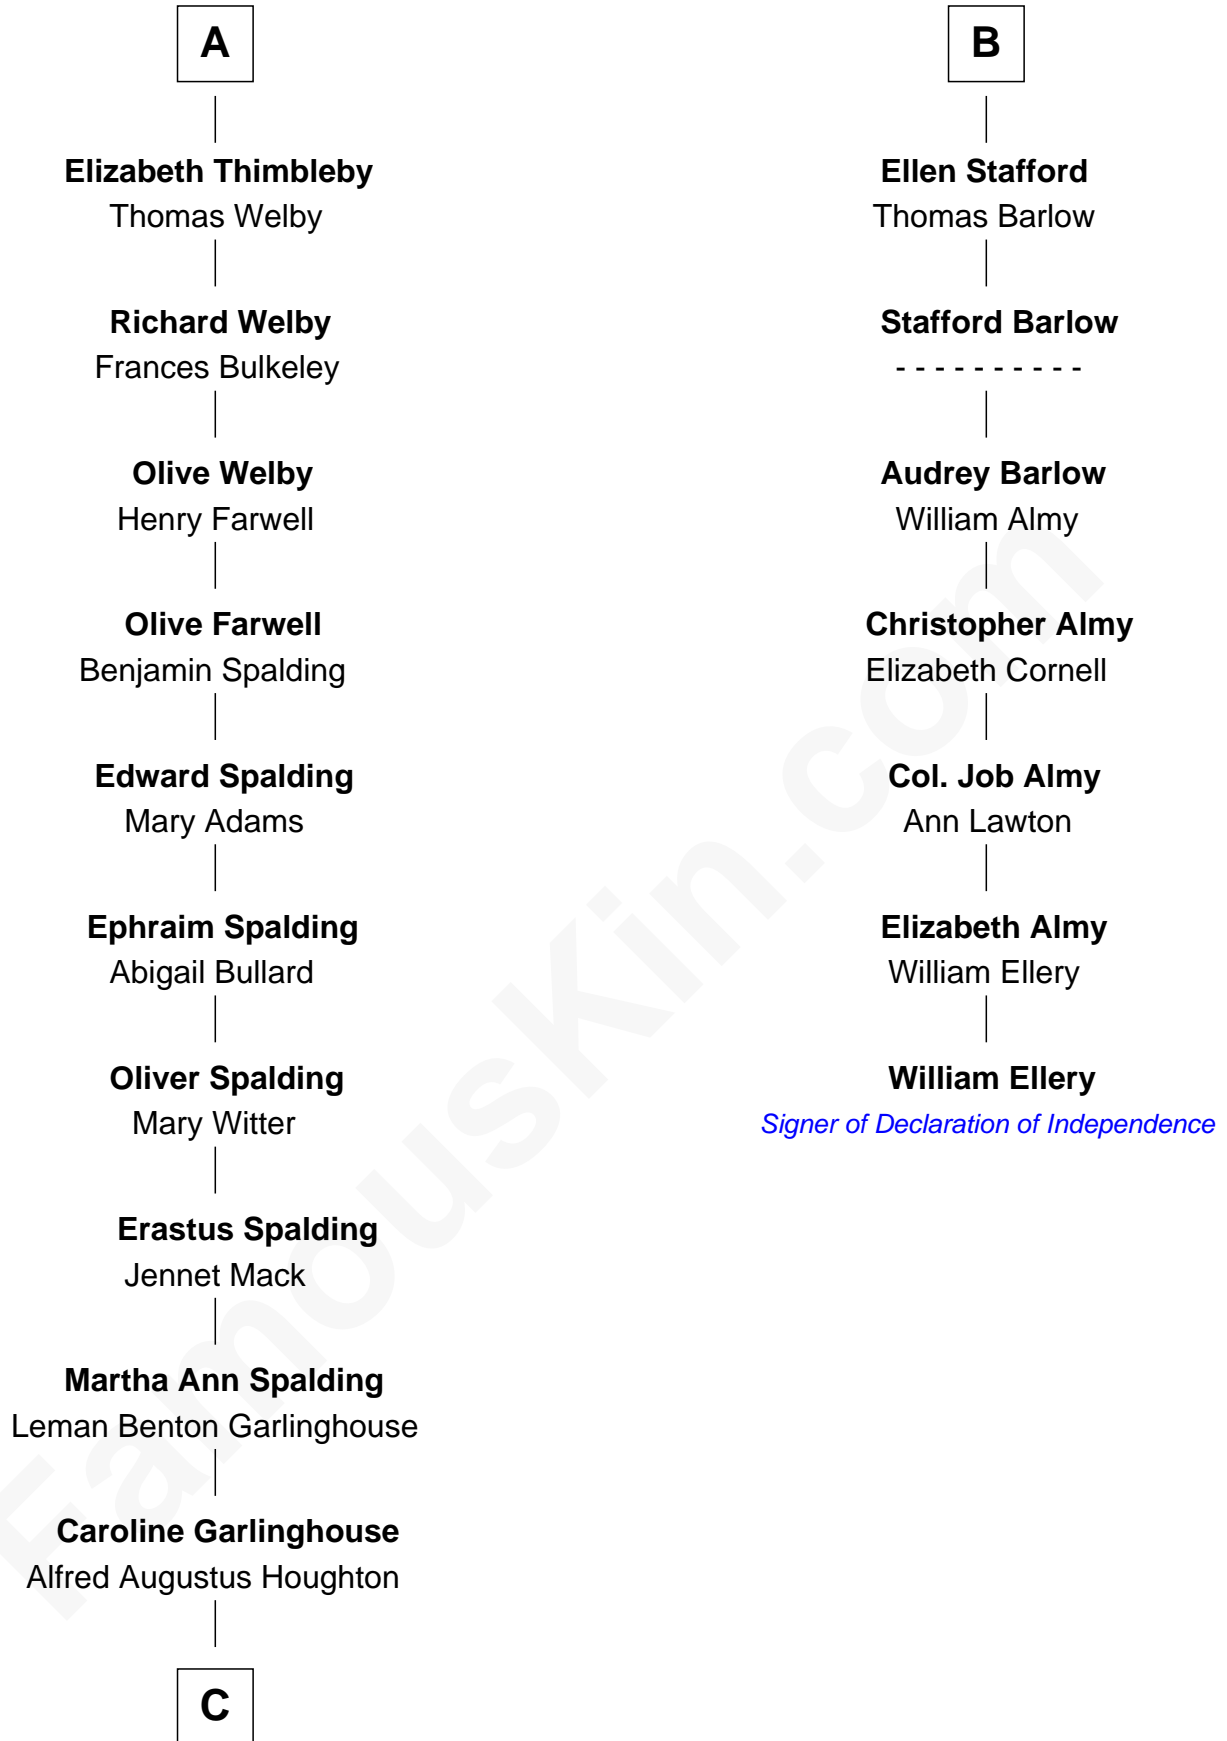 A
Elizabeth Thimbleby
Thomas Welby
Richard Welby
Frances Bulkeley
Olive Welby
Henry Farwell
Olive Farwell
Benjamin Spalding
Edward Spalding
Mary Adams
Ephraim Spalding
Abigail Bullard
Oliver Spalding
Mary Witter
Erastus Spalding
Jennet Mack
Martha Ann Spalding
Leman Benton Garlinghouse
Caroline Garlinghouse
Alfred Augustus Houghton
C
B
Ellen Stafford
Thomas Barlow
Stafford Barlow
- - - - - - - - - -
Audrey Barlow
William Almy
Christopher Almy
Elizabeth Cornell
Col. Job Almy
Ann Lawton
Elizabeth Almy
William Ellery
William Ellery
Signer of Declaration of Independence
FamousKin.com